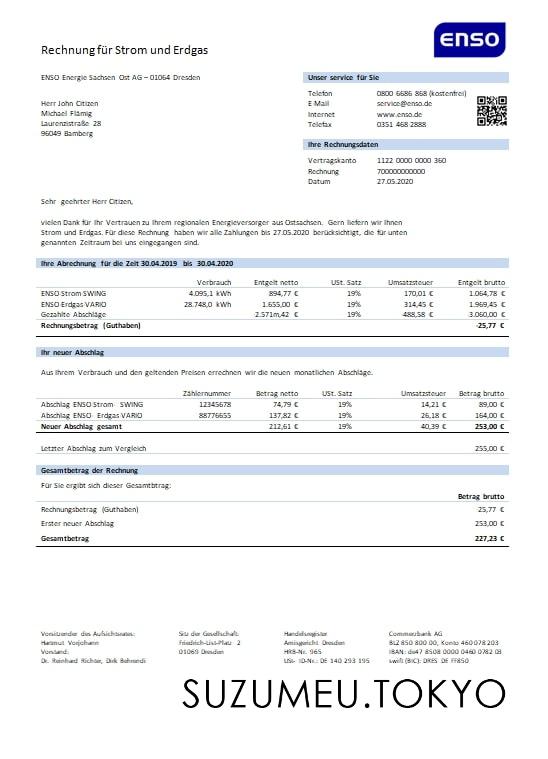 enso
Rechnung für Strom und Erdgas
ENSO Energie Sachsen Ost AG – 01064 Dresden
Unser service für Sie
Telefon 0800 6686 868 (kostenfrei)
E-Mail service@enso.de
Internet www.enso.de
Telefax 0351 468 2888
Herr John Citizen
Michael Flämig
Laurenzistraße 28
96049 Bamberg
Ihre Rechnungsdaten
Vertragskonto 1122 0000 0000 360
Rechnung 700000000000
Datum 27.05.2020
Sehr geehrter Herr Citizen,
vielen Dank für Ihr Vertrauen zu Ihrem regionalen Energieversorger aus Ostsachsen. Gern liefern wir Ihnen
Strom und Erdgas. Für diese Rechnung haben wir alle Zahlungen bis 27.05.2020 berücksichtigt, die für unten
genannten Zeitraum bei uns eingegangen sind.
Ihre Abrechnung für die Zeit 30.04.2019 bis 30.04.2020
Verbrauch Entgelt netto USt. Satz Umsatzsteuer Entgelt brutto
ENSO Strom SWING 4.095,1 kWh 894,77 € 19% 170,01 € 1.064,78 €
ENSO Erdgas VARIO 28.748,0 kWh 1.655,00 € 19% 314,45 € 1.969,45 €
Gezahlte Abschläge 2.571m,42 € 19% 488,58 € 3.060,00 €
Rechnungsbetrag (Guthaben) -25,77 €
Ihr neuer Abschlag
Aus Ihrem Verbrauch und den geltenden Preisen errechnen wir die neuen monatlichen Abschläge.
Zählernummer Betrag netto USt. Satz Umsatzsteuer Betrag brutto
Abschlag ENSO Strom SWING 12345678 74,79 € 19% 14,21 € 89,00 €
Abschlag ENSO Erdgas VARIO 88776655 137,82 € 19% 26,18 € 164,00 €
Neuer Abschlag gesamt 212,61 € 19% 40,39 € 253,00 €
Letzter Abschlag zum Vergleich 255,00 €
Gesamtbetrag der Rechnung
Für Sie ergibt sich dieser Gesamtbtrag:
Betrag brutto
Rechnungsbetrag (Guthaben) 25,77 €
Erster neuer Abschlag 253,00 €
Gesamtbetrag 227,23 €
Vorsitzender des Aufsichtsrates: Sitz der Gesellschaft: Handelsregister Commerzbank AG
Hartmut Vorjohann Friedrich-List-Platz 2 Amtsgericht Dresden BLZ 850 800 00, Konto 460 078 203
Vorstand: 01069 Dresden HRB-Nr. 965 IBAN: de47 8508 0000 0460 0782 03
Dr. Reinhard Richter, Dirk Behrendi USt- ID-Nr.: DE 140 293 195 swift (BIC): DRES DE FF850
SUZUMEU.TOKYO